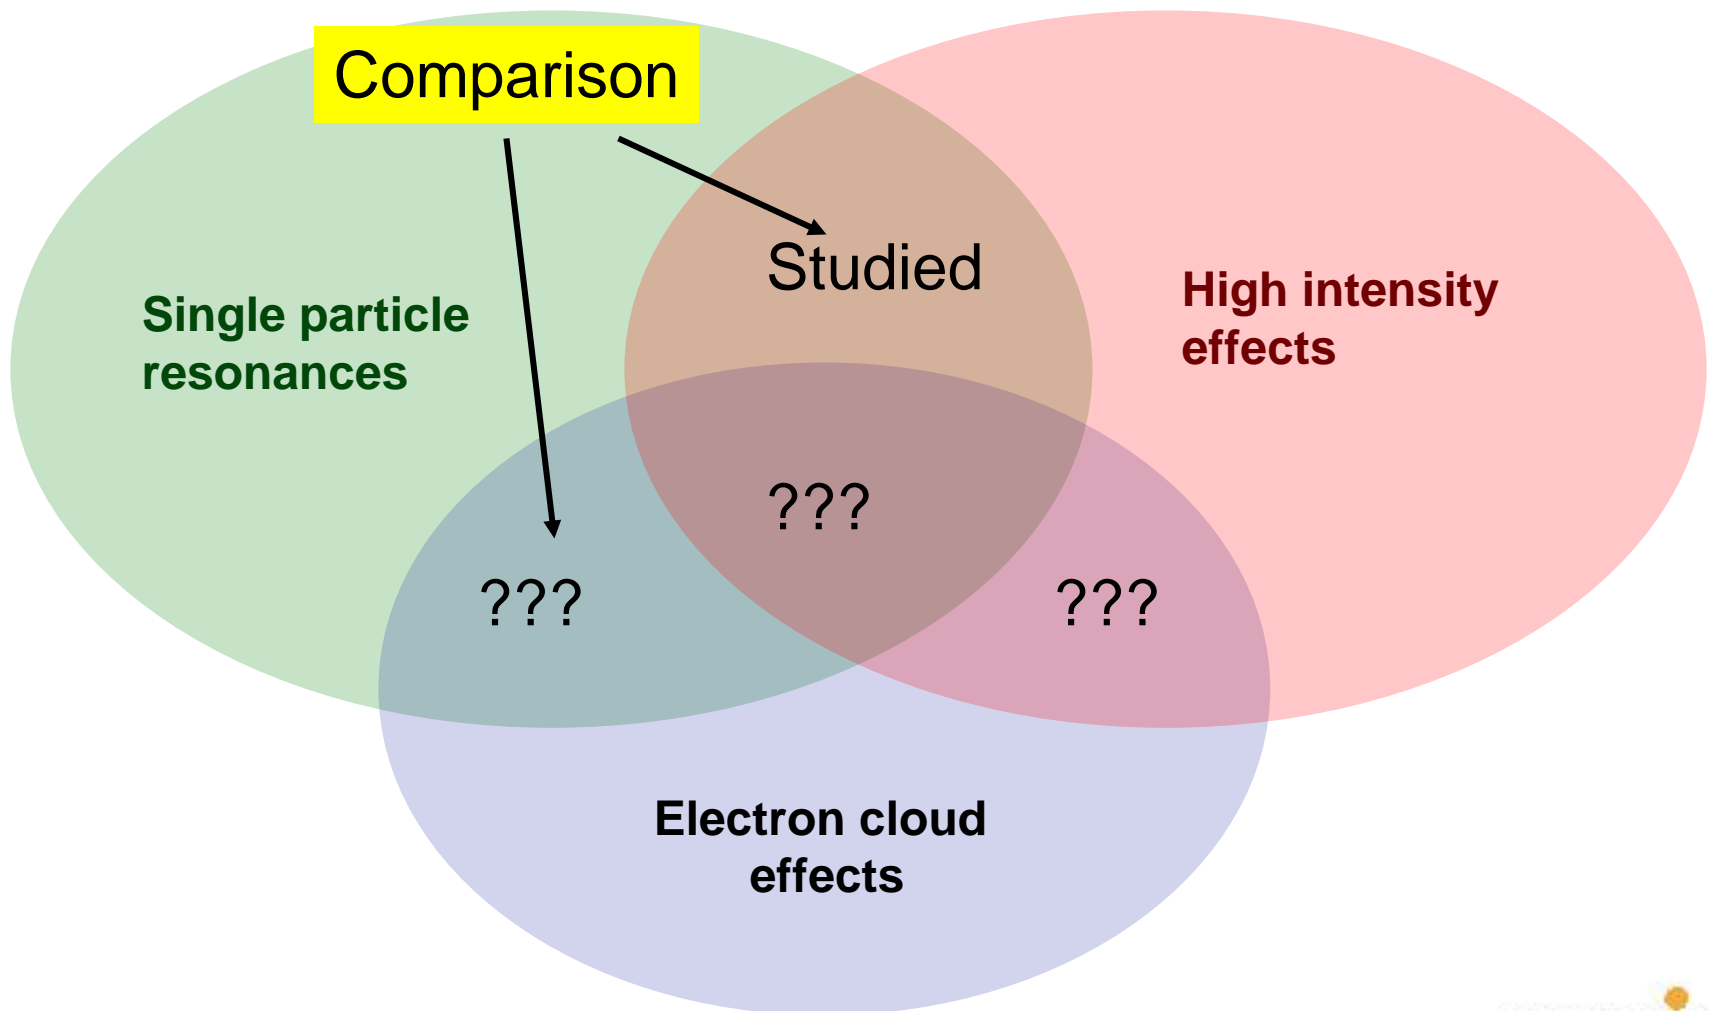 Comparison
Studied
Single particle
resonances
High intensity
effects
???
???
???
Electron cloud
effects